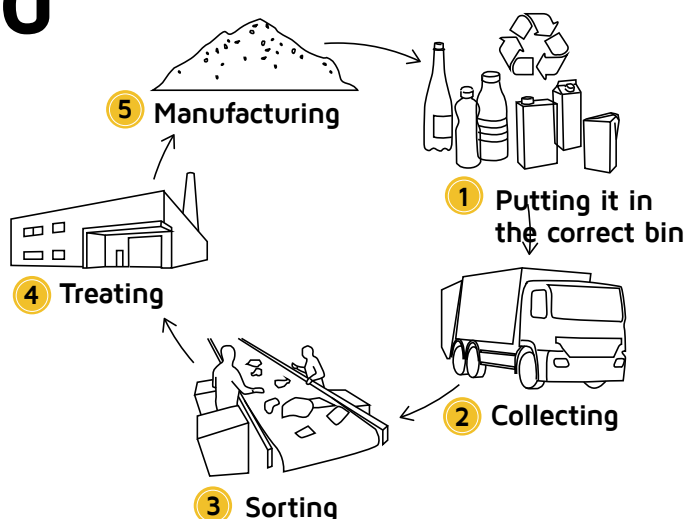 5 Manufacturing
1 Putting it in
the correct bin
4 Treating
2 Collecting
3 Sorting